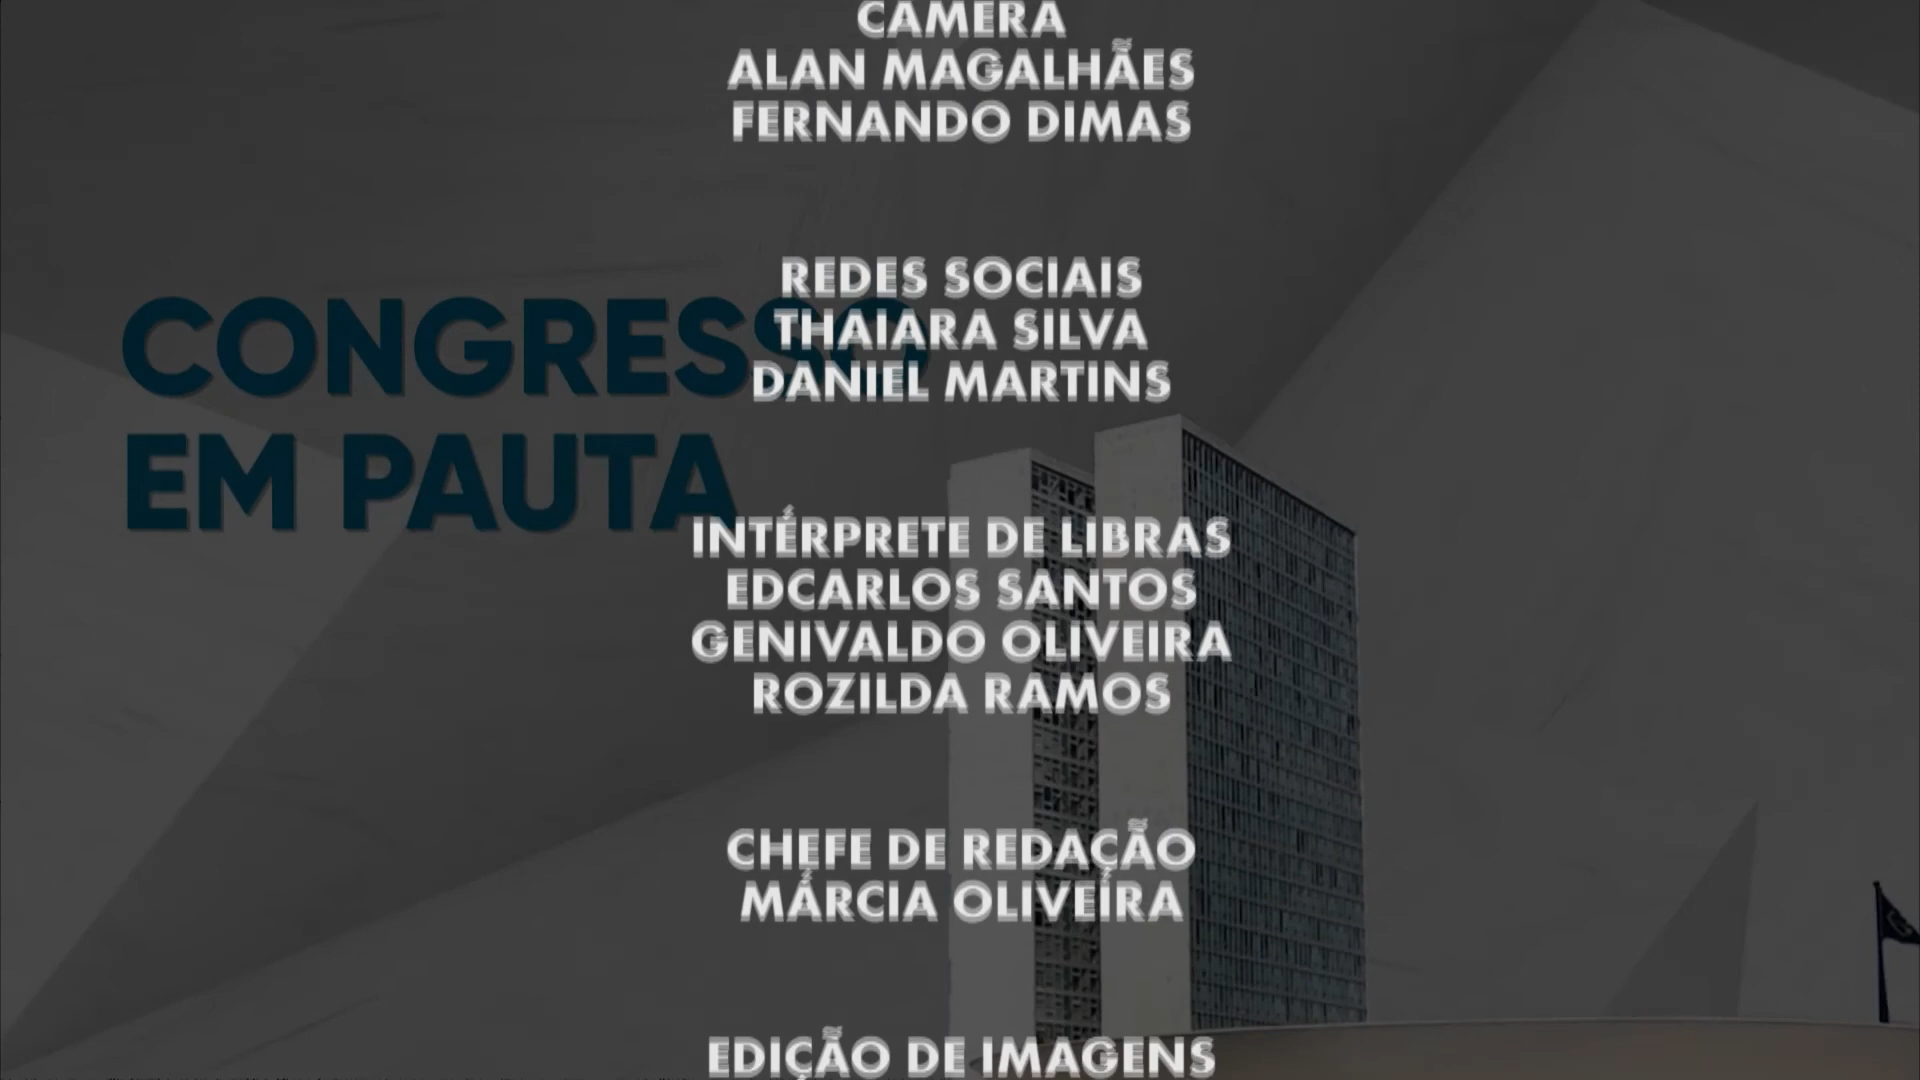 CÂMERA
ALAN MAGALHÃES
FERNANDO DIMAS
REDES SOCIAIS
THAIARA SILVA
DANIEL MARTINS
CONGRESSO
EM PAUTA
INTÉRPRETE DE LIBRAS
EDCARLOS SANTOS
GENIVALDO OLIVEIRA
ROZILDA RAMOS
CHEFE DE REDAÇÃO
MÁRCIA OLIVEIRA
EDIÇÃO DE IMAGENS